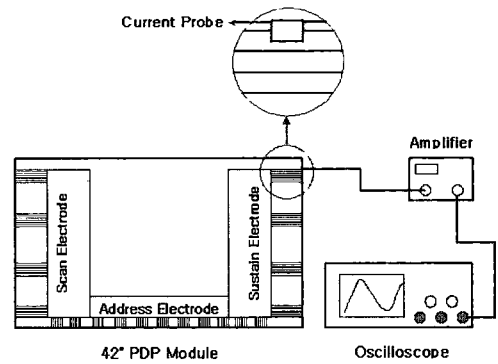 Current Probe
Amplifier
Scan Electrode
Sustain Electrode
Address Electrode
42" PDP Module
Oscilloscope